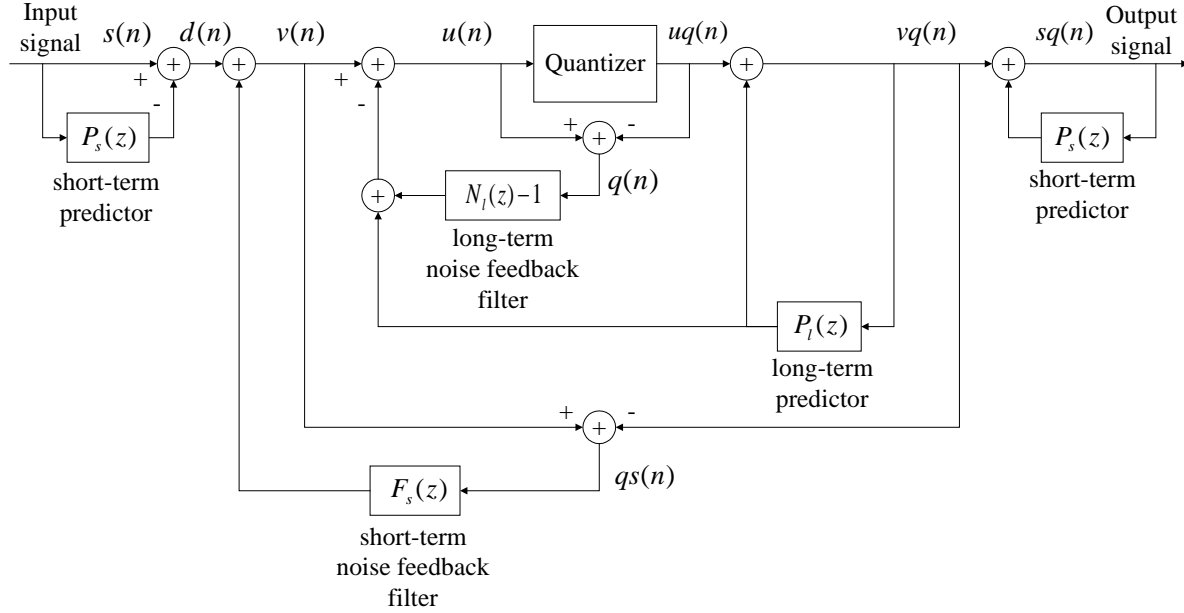 Input
signal
s(n)
d(n)
v(n)
u(n)
uq(n)
vq(n)
sq(n)
Output
signal
+
+
+
Quantizer
+
+
+
-
+
-
+
-
P_s(z)
short-term
predictor
+
+
-
q(n)
P_s(z)
short-term
predictor
+
N_l(z)−1
long-term
noise feedback
filter
P_l(z)
long-term
predictor
+
+
-
qs(n)
F_s(z)
short-term
noise feedback
filter